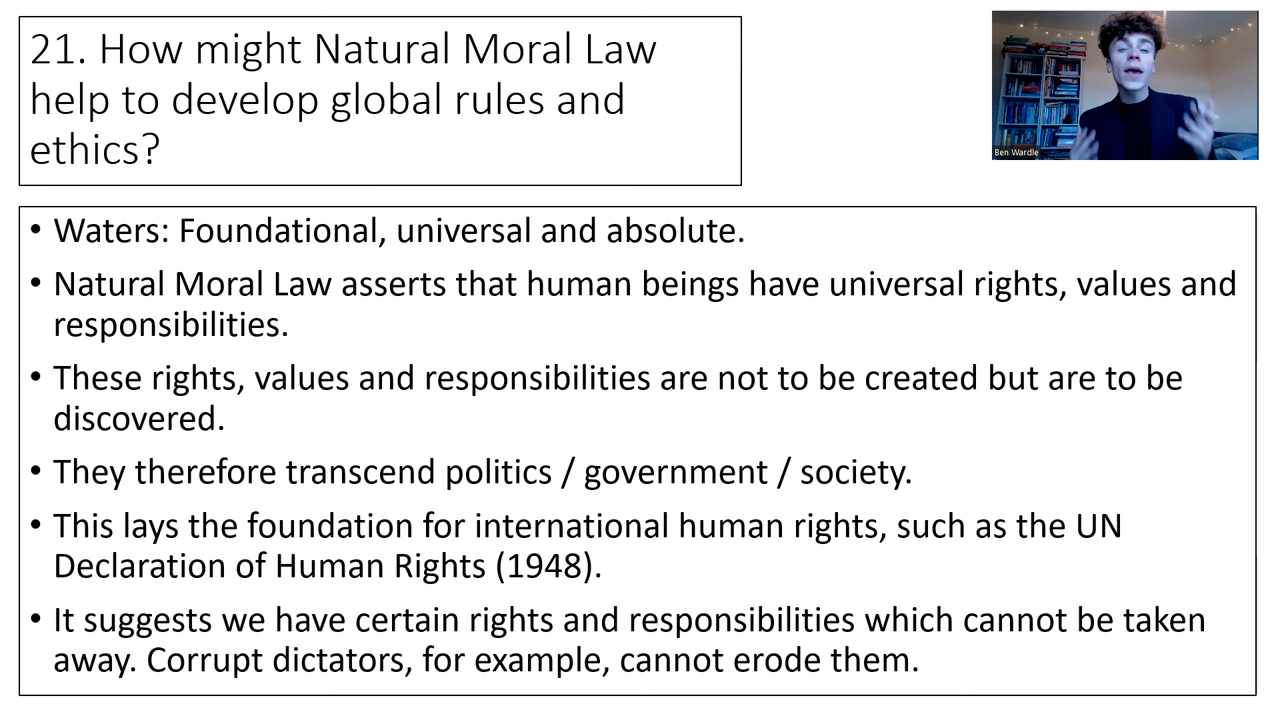 21. How might Natural Moral Law
help to develop global rules and
ethics?
Ben Wardle
• Waters: Foundational, universal and absolute.
• Natural Moral Law asserts that human beings have universal rights, values and
responsibilities.
• These rights, values and responsibilities are not to be created but are to be
discovered.
• They therefore transcend politics / government / society.
• This lays the foundation for international human rights, such as the UN
Declaration of Human Rights (1948).
• It suggests we have certain rights and responsibilities which cannot be taken
away. Corrupt dictators, for example, cannot erode them.